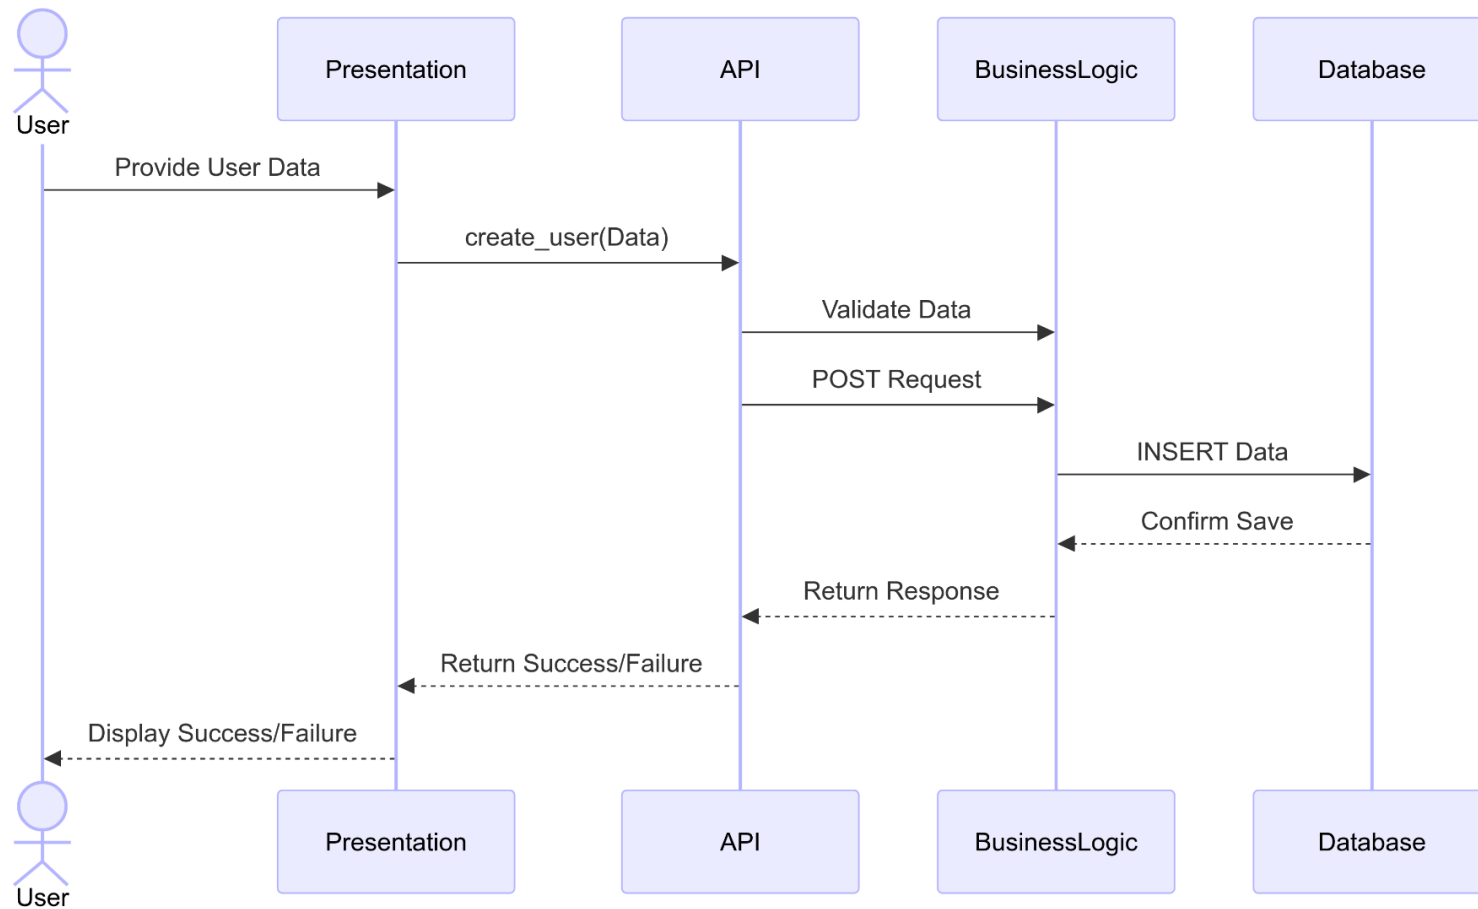 Presentation
API
BusinessLogic
Database
User
Provide User Data
create_user(Data)
Validate Data
POST Request
INSERT Data
Confirm Save
Return Response
Return Success/Failure
Display Success/Failure
Presentation
API
BusinessLogic
Database
User